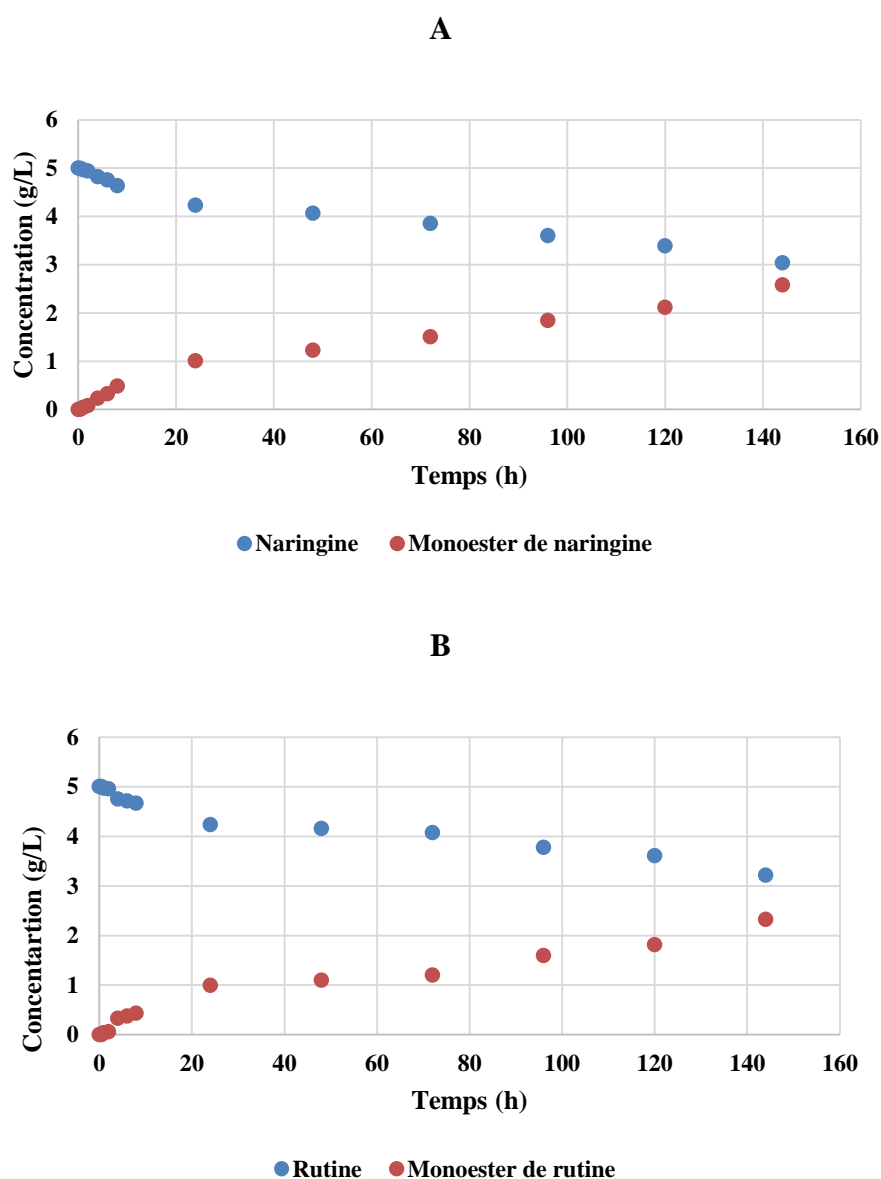 A
6
5
4
3
2
1
0
Concentration (g/L)
0 20 40 60 80 100 120 140 160
Temps (h)
Naringine Monoester de naringine
B
6
5
4
3
2
1
0
Concentartion (g/L)
0 20 40 60 80 100 120 140 160
Temps (h)
Rutine Monoester de rutine